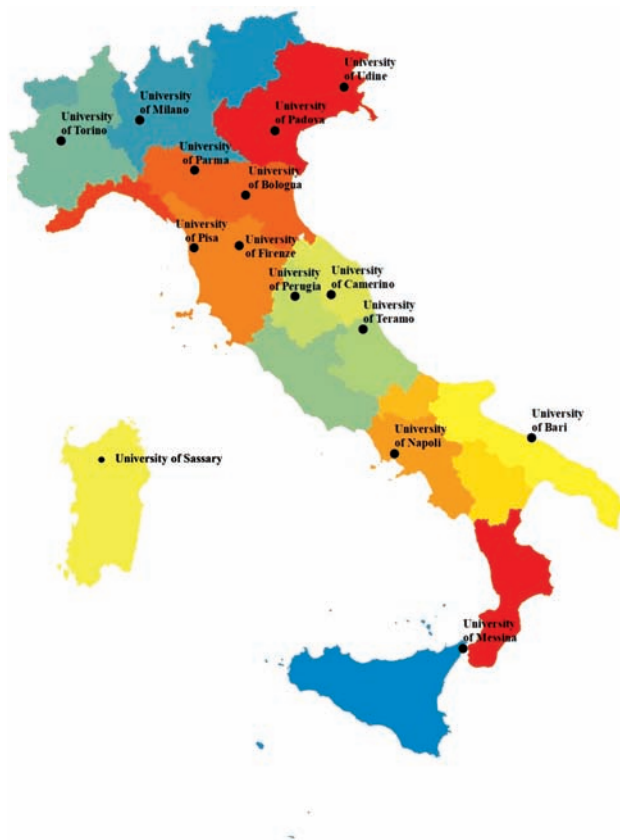 University
of Udine
University
of Milano
University
of Padova
University
of Torino
University
of Parma
University
of Bologua
University
of Pisa
University
of Firenze
University
of Perugia
University
of Camerino
University
of Teramo
University
of Bari
University
of Napoli
University of Sassary
University
of Messina